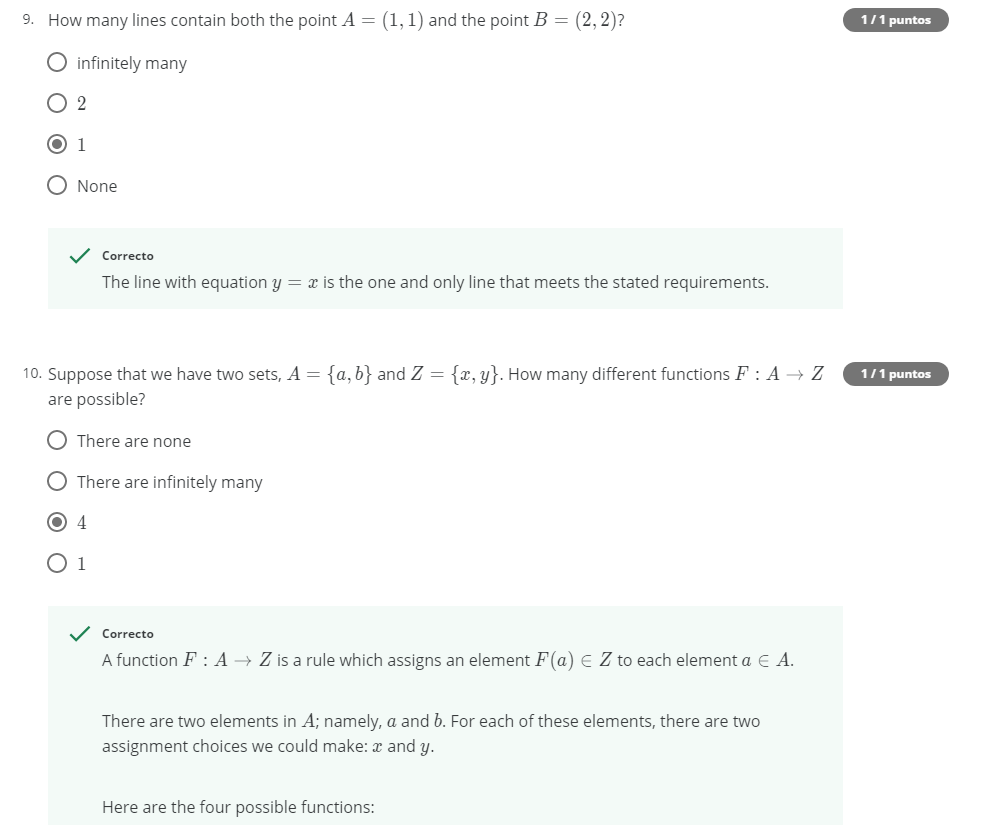 9. How many lines contain both the point A = (1, 1) and the point B = (2, 2)?
1 / 1 puntos
infinitely many
2
1
None
Correcto
The line with equation y = x is the one and only line that meets the stated requirements.
10. Suppose that we have two sets, A = {a, b} and Z = {x, y}. How many different functions F : A → Z
1 / 1 puntos
are possible?
There are none
There are infinitely many
4
1
Correcto
A function F : A → Z is a rule which assigns an element F(a) ∈ Z to each element a ∈ A.
There are two elements in A; namely, a and b. For each of these elements, there are two
assignment choices we could make: x and y.
Here are the four possible functions: